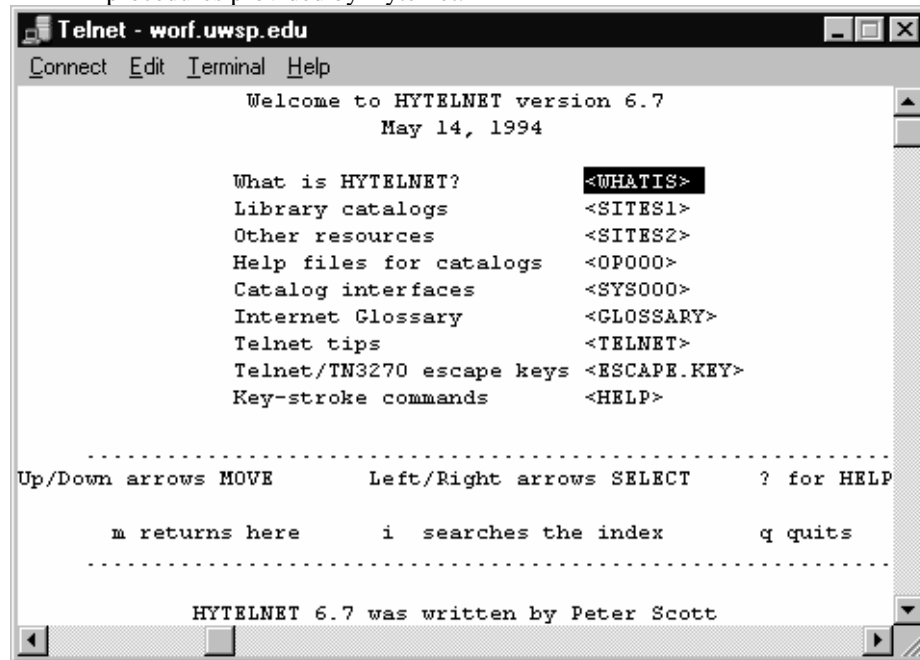 Telnet - worf.uwsp.edu
Connect Edit Terminal Help
Welcome to HYTELNET version 6.7
May 14, 1994
What is HYTELNET? <WHATIS>
Library catalogs <SITES1>
Other resources <SITES2>
Help files for catalogs <OP000>
Catalog interfaces <SYS000>
Internet Glossary <GLOSSARY>
Telnet tips <TELNET>
Telnet/TN3270 escape keys <ESCAPE.KEY>
Key-stroke commands <HELP>
Up/Down arrows MOVE Left/Right arrows SELECT ? for HELP
m returns here i searches the index q quits
HYTELNET 6.7 was written by Peter Scott